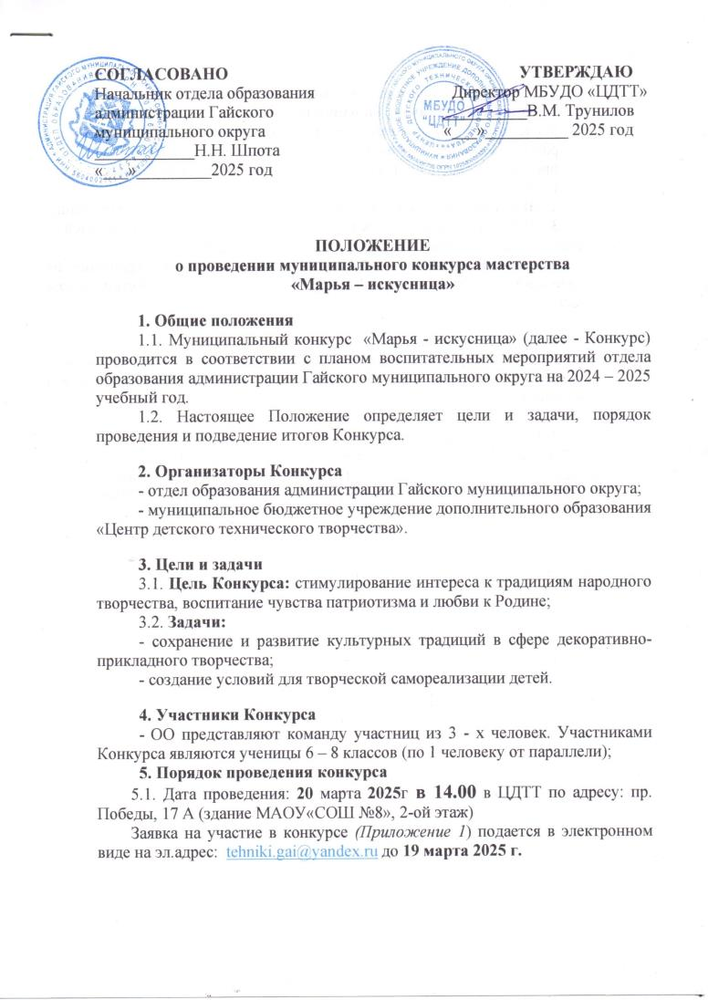 СОГЛАСОВАНО
Начальник отдела образования
администрации Гайского
муниципального округа
____________Н.Н. Шпота
«___»_________2025 год
УТВЕРЖДАЮ
Директор МБУДО «ЦДТТ»
__________В.М. Трунилов
«___»__________ 2025 год
МБУДО
"ЦДТТ"
ПОЛОЖЕНИЕ
о проведении муниципального конкурса мастерства
«Марья – искусница»
1. Общие положения
1.1. Муниципальный конкурс «Марья - искусница» (далее - Конкурс)
проводится в соответствии с планом воспитательных мероприятий отдела
образования администрации Гайского муниципального округа на 2024 – 2025
учебный год.
1.2. Настоящее Положение определяет цели и задачи, порядок
проведения и подведение итогов Конкурса.
2. Организаторы Конкурса
- отдел образования администрации Гайского муниципального округа;
- муниципальное бюджетное учреждение дополнительного образования
«Центр детского технического творчества».
3. Цели и задачи
3.1. Цель Конкурса: стимулирование интереса к традициям народного
творчества, воспитание чувства патриотизма и любви к Родине;
3.2. Задачи:
- сохранение и развитие культурных традиций в сфере декоративно-
прикладного творчества;
- создание условий для творческой самореализации детей.
4. Участники Конкурса
- ОО представляют команду участниц из 3 - х человек. Участниками
Конкурса являются ученицы 6 – 8 классов (по 1 человеку от параллели);
5. Порядок проведения конкурса
5.1. Дата проведения: 20 марта 2025г в 14.00 в ЦДТТ по адресу: пр.
Победы, 17 А (здание МАОУ«СОШ №8», 2-ой этаж)
Заявка на участие в конкурсе (Приложение 1) подается в электронном
виде на эл.адрес: tehniki.gai@yandex.ru до 19 марта 2025 г.